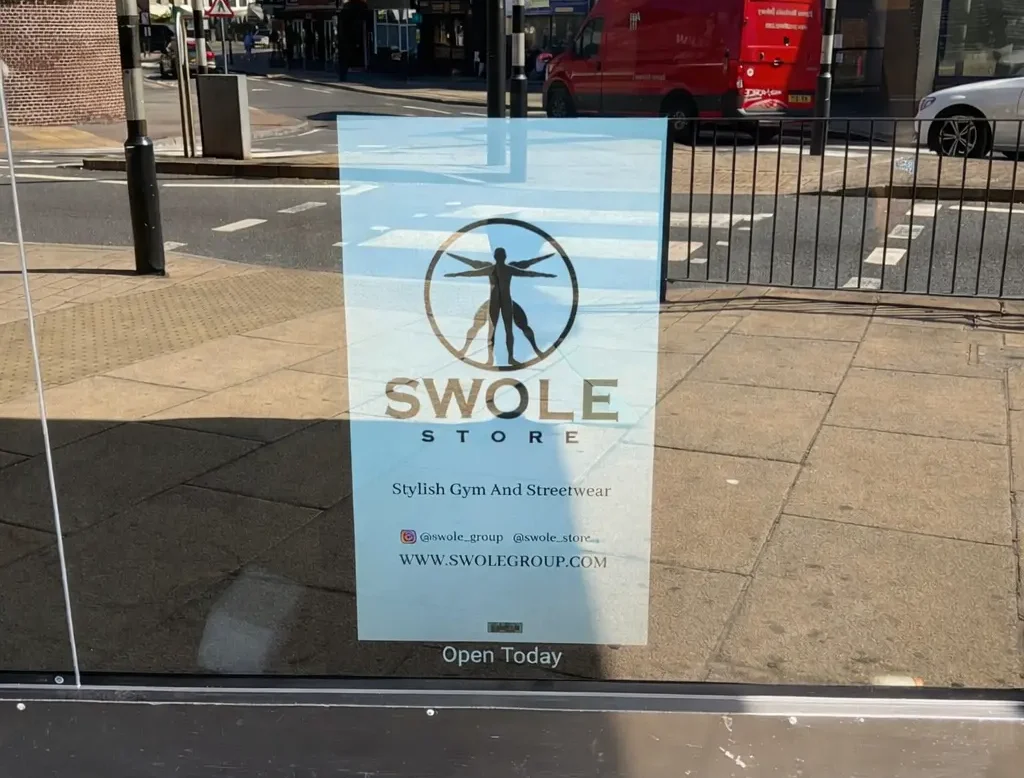 SWOLE
STORE
Stylish Gym And Streetwear
@swole_group @swole_store
WWW.SWOLEGROUP.COM
Open Today